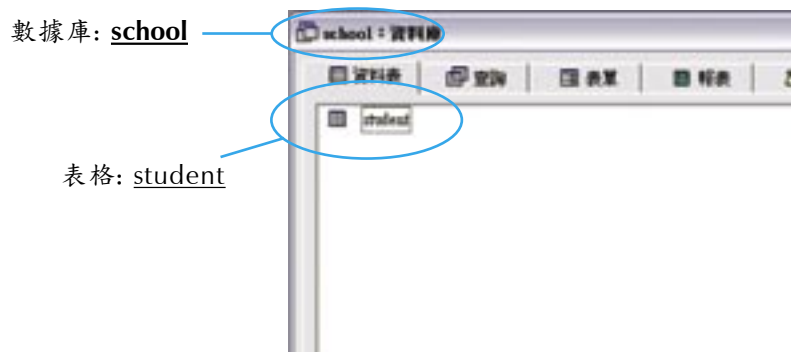 數據庫: school
school：資料庫
資料表 查詢 表單 報表
student
表格: student